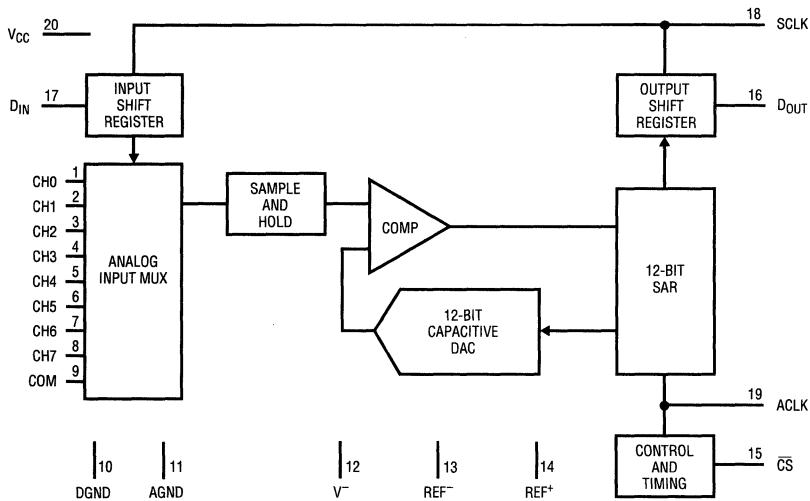 18
SCLK
VCC
20
INPUT
SHIFT
REGISTER
OUTPUT
SHIFT
REGISTER
DIN
17
16
DOUT
CH0
1
CH1
2
CH2
3
CH3
4
CH4
5
CH5
6
CH6
7
CH7
8
COM
9
ANALOG
INPUT MUX
SAMPLE
AND
HOLD
COMP
12-BIT
CAPACITIVE
DAC
12-BIT
SAR
19
ACLK
CONTROL
AND
TIMING
15
CS
10
DGND
11
AGND
12
V-
13
REF-
14
REF+